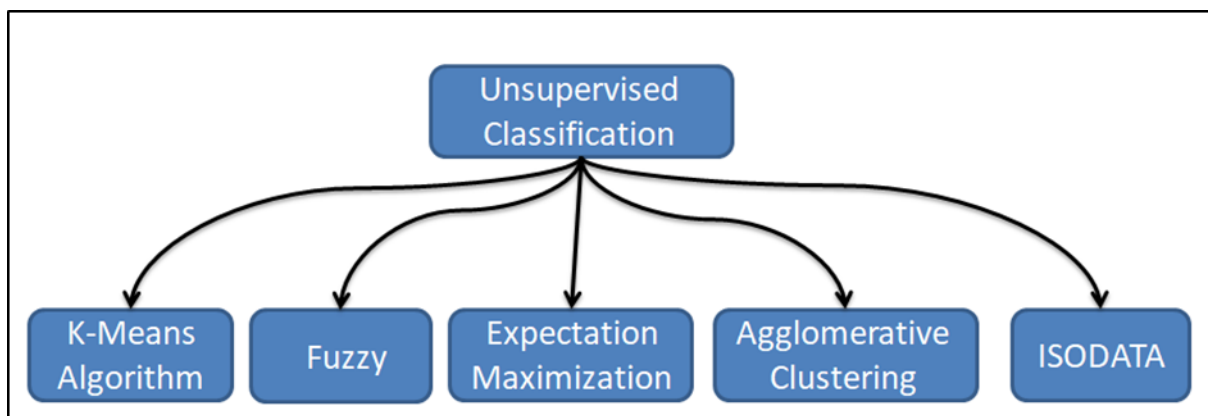 Unsupervised
Classification
K-Means
Algorithm
Fuzzy
Expectation
Maximization
Agglomerative
Clustering
ISODATA